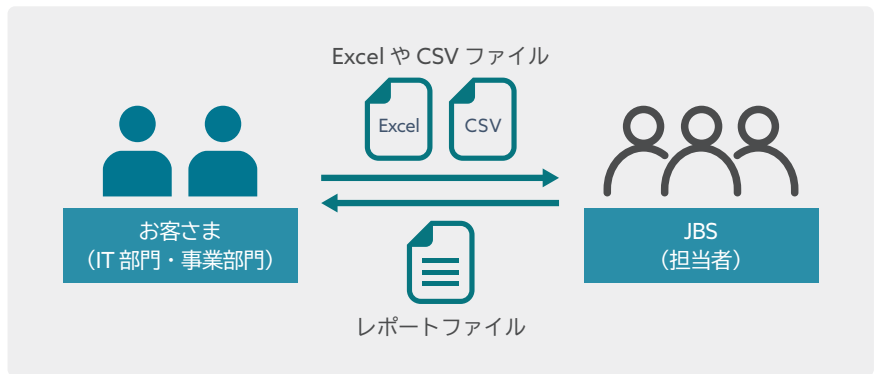 Excel や CSV ファイル
Excel
CSV
お客さま
（IT 部門・事業部門）
JBS
（担当者）
レポートファイル